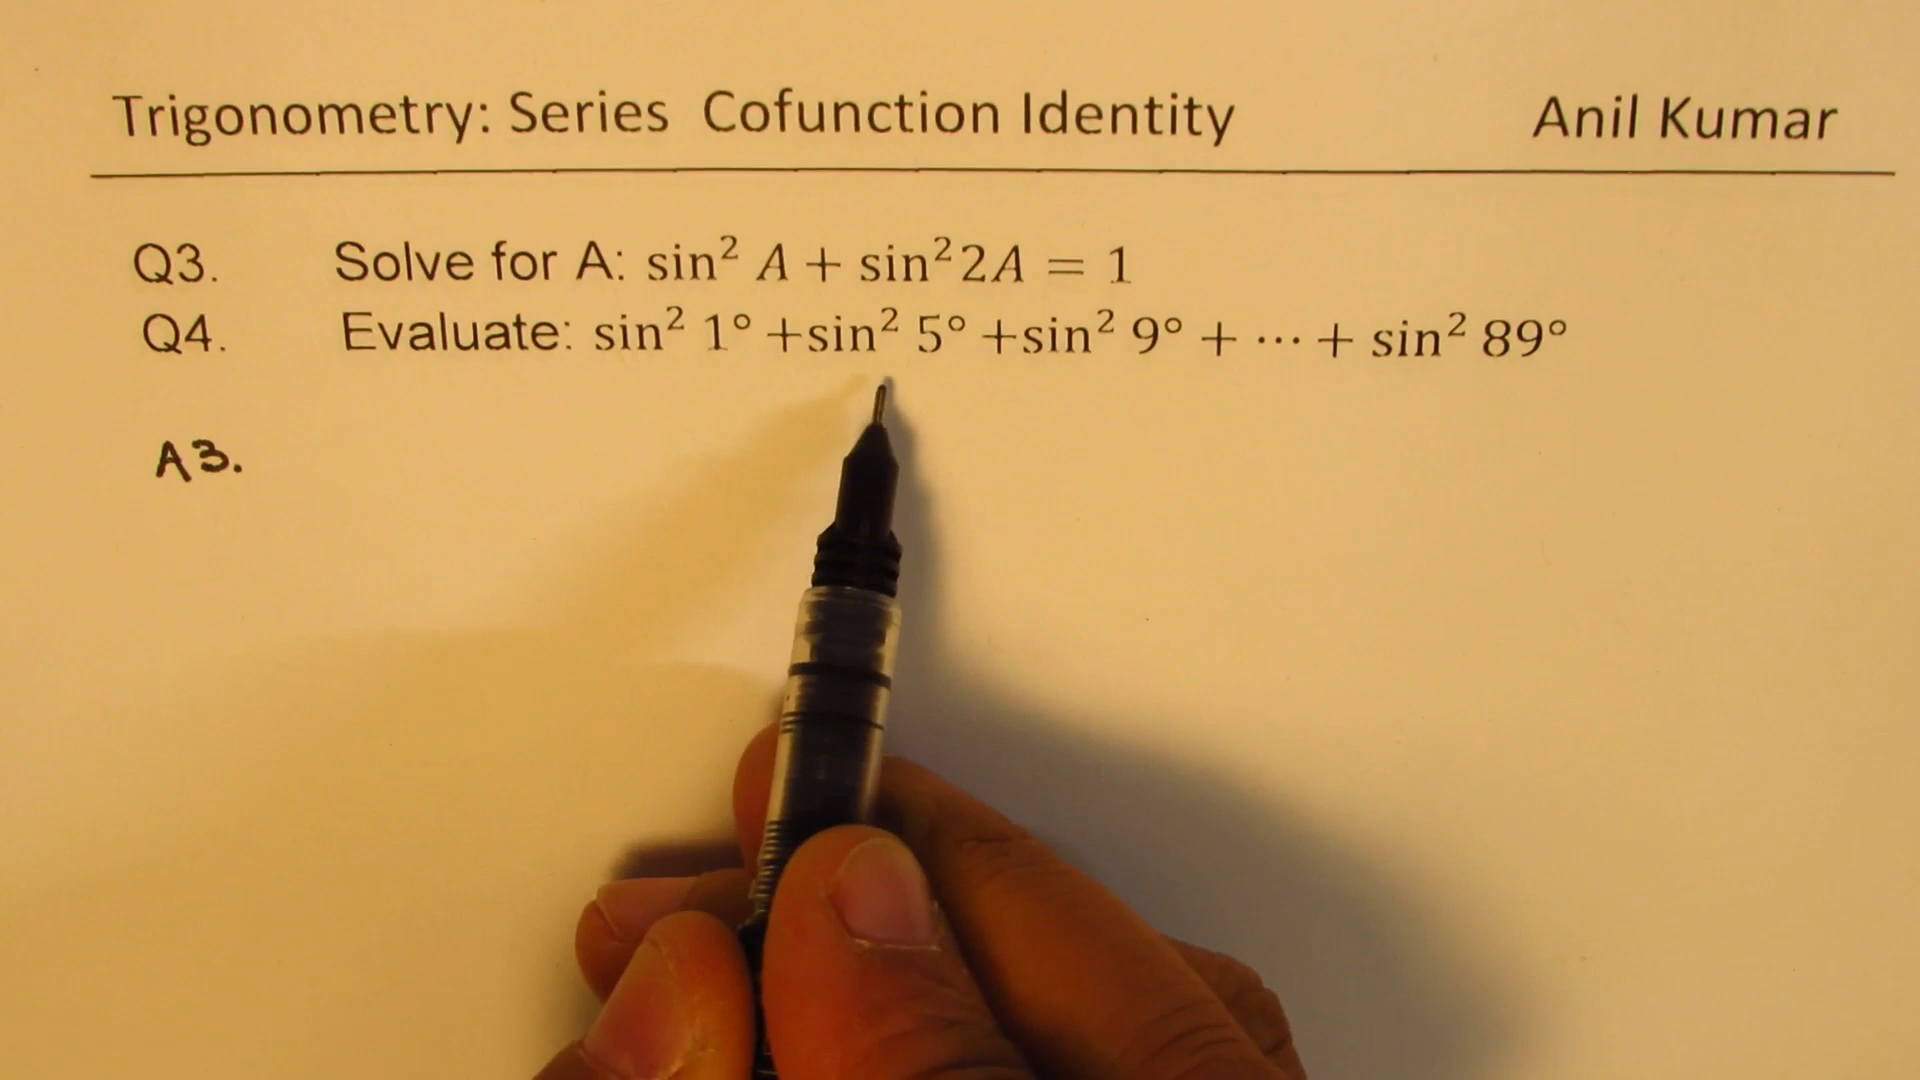 Trigonometry: Series Cofunction Identity Anil Kumar
Q3. Solve for A: sin² A + sin² 2A = 1
Q4. Evaluate: sin² 1° + sin² 5° + sin² 9° + ⋯ + sin² 89°
A3.